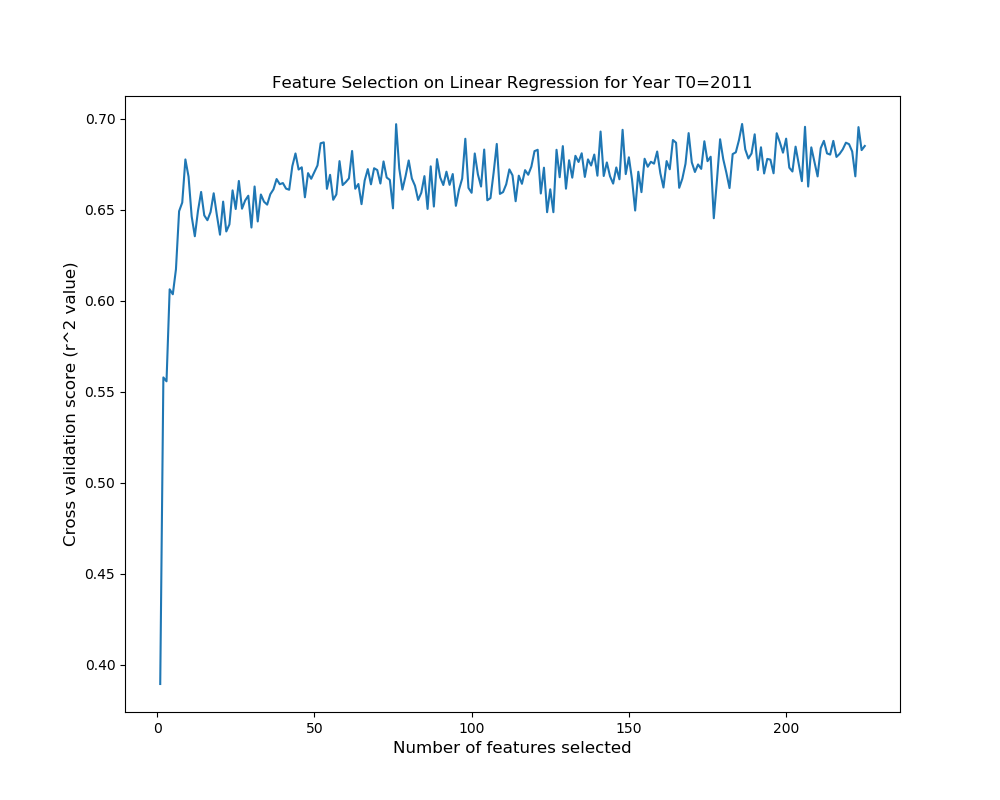 Feature Selection on Linear Regression for Year T0=2011
0.70
0.65
0.60
0.55
0.50
0.45
0.40
Cross validation score (r^2 value)
0 50 100 150 200
Number of features selected